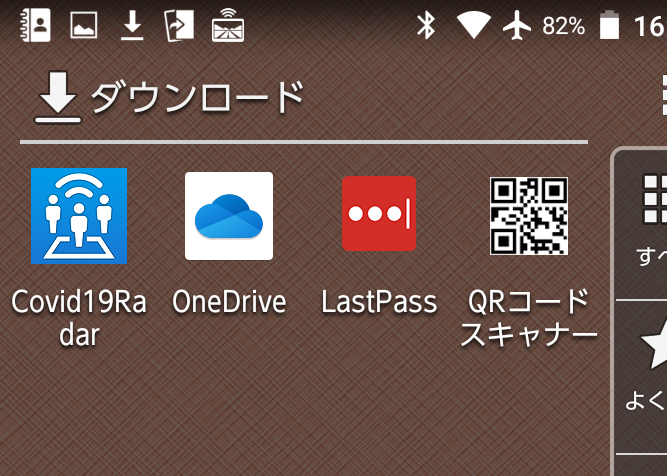 82% 16
ダウンロード
Covid19Ra
dar
OneDrive
LastPass
QRコード
スキャナー
すべ
よく